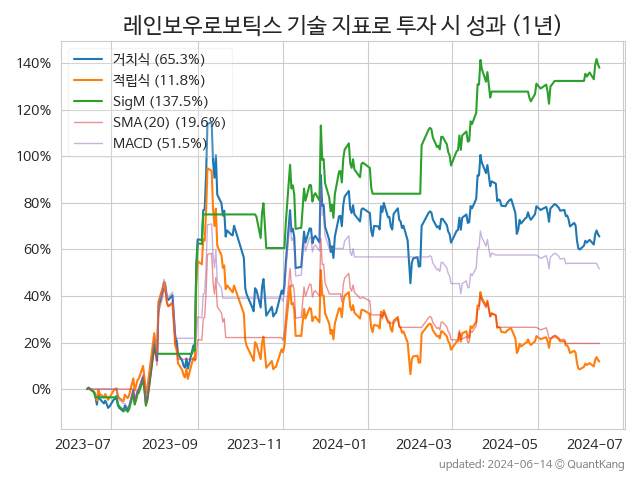 레인보우로보틱스 기술 지표로 투자 시 성과 (1년)
거치식 (65.3%)
적립식 (11.8%)
SigM (137.5%)
SMA(20) (19.6%)
MACD (51.5%)
140%
120%
100%
80%
60%
40%
20%
0%
2023-07 2023-09 2023-11 2024-01 2024-03 2024-05 2024-07
updated: 2024-06-14 © QuantKang